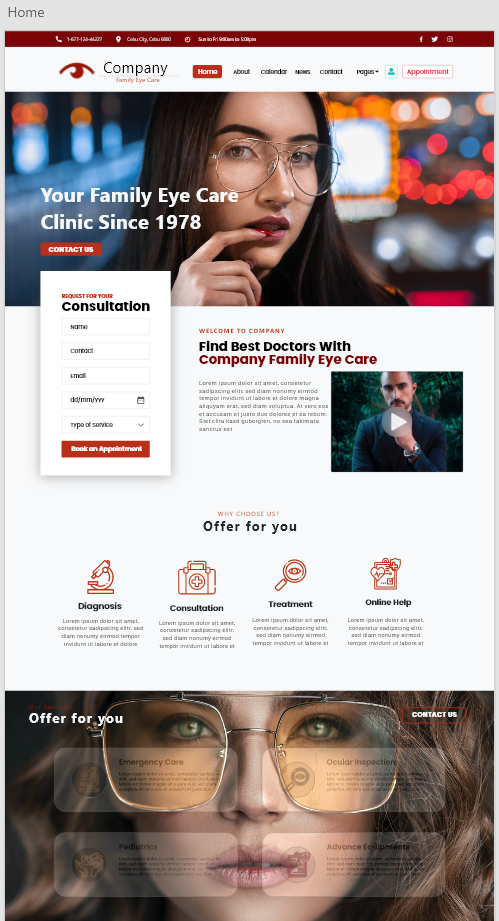 Home
1-677-124-44227 Cebu City, Cebu 6000 Sun to Fri 9:00am to 5:00pm
Company
Family Eye Care
Home About Calendar News Contact Pages Appointment
Your Family Eye Care
Clinic Since 1978
CONTACT US
REQUEST FOR YOUR
Consultation
Name
Contact
Email
dd/mm/yyy
Type of Service
Book an Appointment
WELCOME TO COMPANY
Find Best Doctors With
Company Family Eye Care
Lorem ipsum dolor sit amet, consetetur
sadipscing elitr, sed diam nonumy eirmod
tempor invidunt ut labore et dolore magna
aliquyam erat, sed diam voluptua. At vero eos
et accusam et justo duo dolores et ea rebum.
Stet clita kasd gubergren, no sea takimata
sanctus est
WHY CHOOSE US?
Offer for you
Diagnosis
Lorem ipsum dolor sit amet,
consetetur sadipscing elitr,
sed diam nonumy eirmod
tempor invidunt ut
labore et dolore
Consultation
Lorem ipsum dolor sit amet,
consetetur sadipscing elitr,
sed diam nonumy eirmod
tempor invidunt ut labore et
Treatment
Lorem ipsum dolor sit amet,
consetetur sadipscing elitr,
sed diam nonumy eirmod
tempor invidunt ut labore et
Online Help
Lorem ipsum dolor sit amet,
consetetur sadipscing elitr,
sed diam nonumy eirmod
tempor invidunt ut labore et
Our Services
Offer for you
CONTACT US
Emergency Care
Ocular Inspection
Pediatrics
Advance Equipments